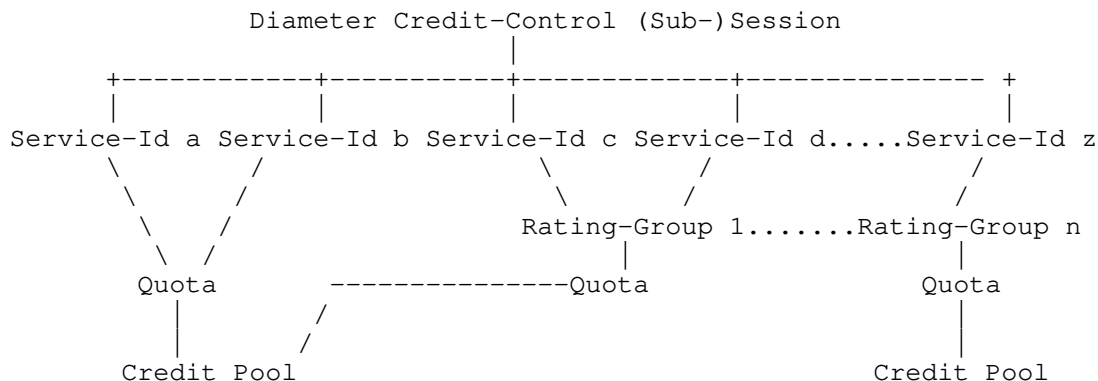 Diameter Credit-Control (Sub-)Session
Service-Id a Service-Id b Service-Id c Service-Id d.....Service-Id z
Rating-Group 1.......Rating-Group n
Quota Quota Quota
Credit Pool Credit Pool